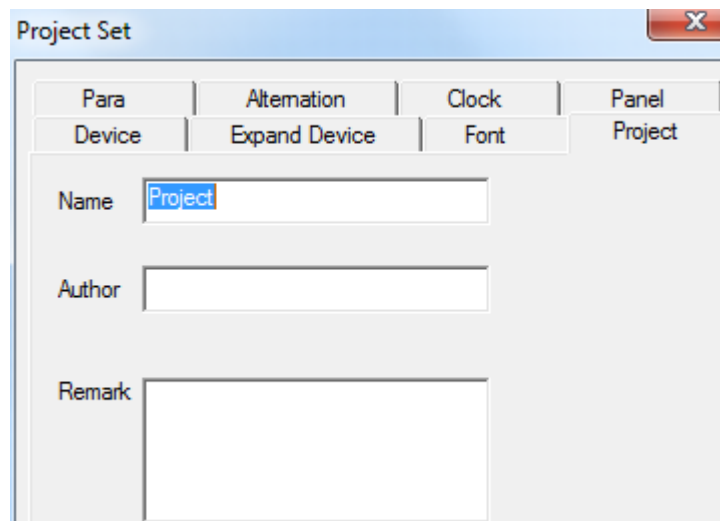 Project Set
Para Alternation Clock Panel
Device Expand Device Font Project
Name Project
Author
Remark